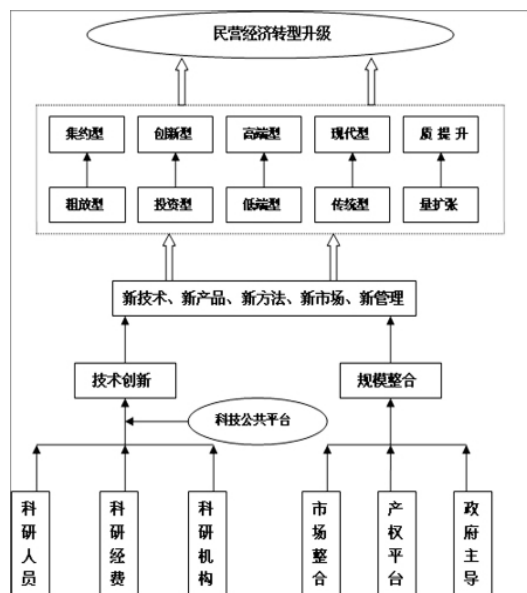 民营经济转型升级
集约型 创新型 高端型 现代型 质提升
粗放型 投资型 低端型 传统型 量扩张
新技术、新产品、新方法、新市场、新管理
技术创新 规模整合
科技公共平台
科研人员
科研经费
科研机构
市场整合
产权平台
政府主导